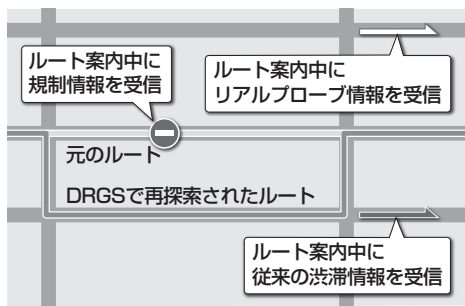 ルート案内中に
規制情報を受信
ルート案内中に
リアルプローブ情報を受信
元のルート
DRGSで再探索されたルート
ルート案内中に
従来の渋滞情報を受信